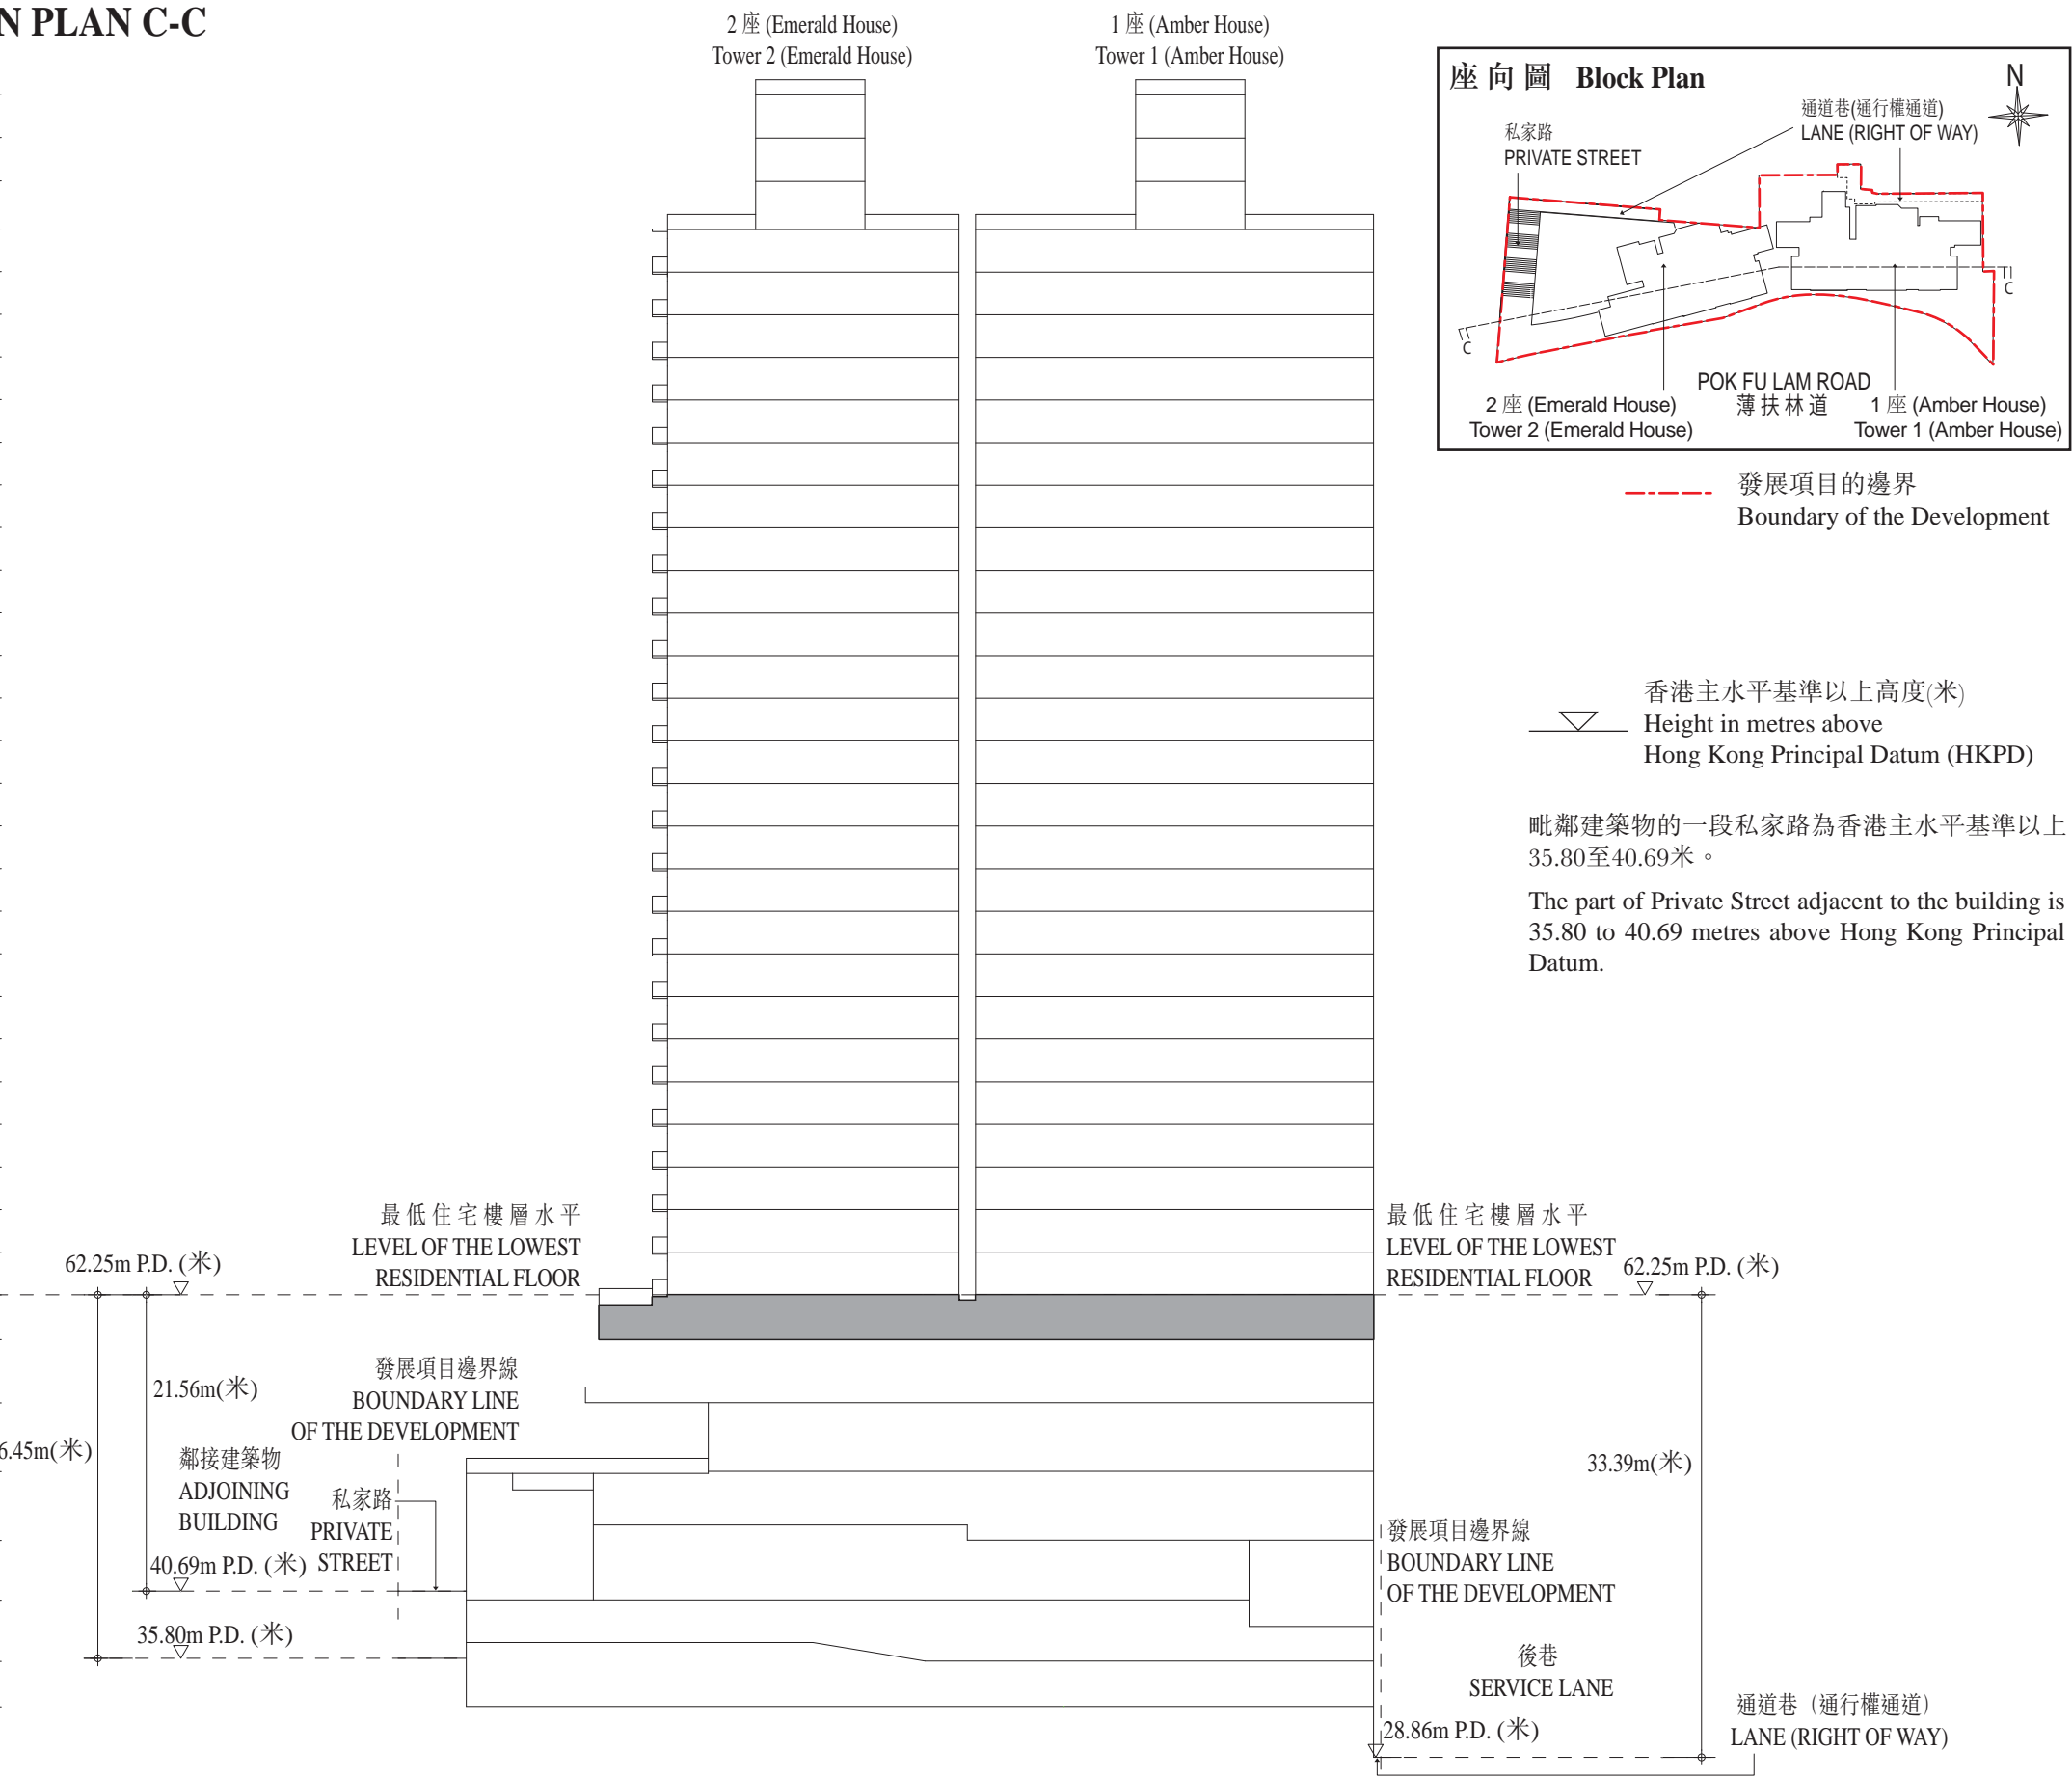 N PLAN C-C
2 座 (Emerald House)
Tower 2 (Emerald House)
1 座 (Amber House)
Tower 1 (Amber House)
座向圖 Block Plan
N
通道巷(通行權通道)
LANE (RIGHT OF WAY)
私家路
PRIVATE STREET
C
C
POK FU LAM ROAD
薄扶林道
2 座 (Emerald House)
Tower 2 (Emerald House)
1 座 (Amber House)
Tower 1 (Amber House)
發展項目的邊界
Boundary of the Development
香港主水平基準以上高度(米)
Height in metres above
Hong Kong Principal Datum (HKPD)
毗鄰建築物的一段私家路為香港主水平基準以上
35.80至40.69米。
The part of Private Street adjacent to the building is
35.80 to 40.69 metres above Hong Kong Principal
Datum.
最低住宅樓層水平
LEVEL OF THE LOWEST
RESIDENTIAL FLOOR
62.25m P.D. (米)
最低住宅樓層水平
LEVEL OF THE LOWEST
RESIDENTIAL FLOOR
62.25m P.D. (米)
21.56m(米)
發展項目邊界線
BOUNDARY LINE
OF THE DEVELOPMENT
6.45m(米)
鄰接建築物
ADJOINING
BUILDING
私家路
PRIVATE
STREET
40.69m P.D. (米)
35.80m P.D. (米)
33.39m(米)
發展項目邊界線
BOUNDARY LINE
OF THE DEVELOPMENT
後巷
SERVICE LANE
28.86m P.D. (米)
通道巷（通行權通道）
LANE (RIGHT OF WAY)